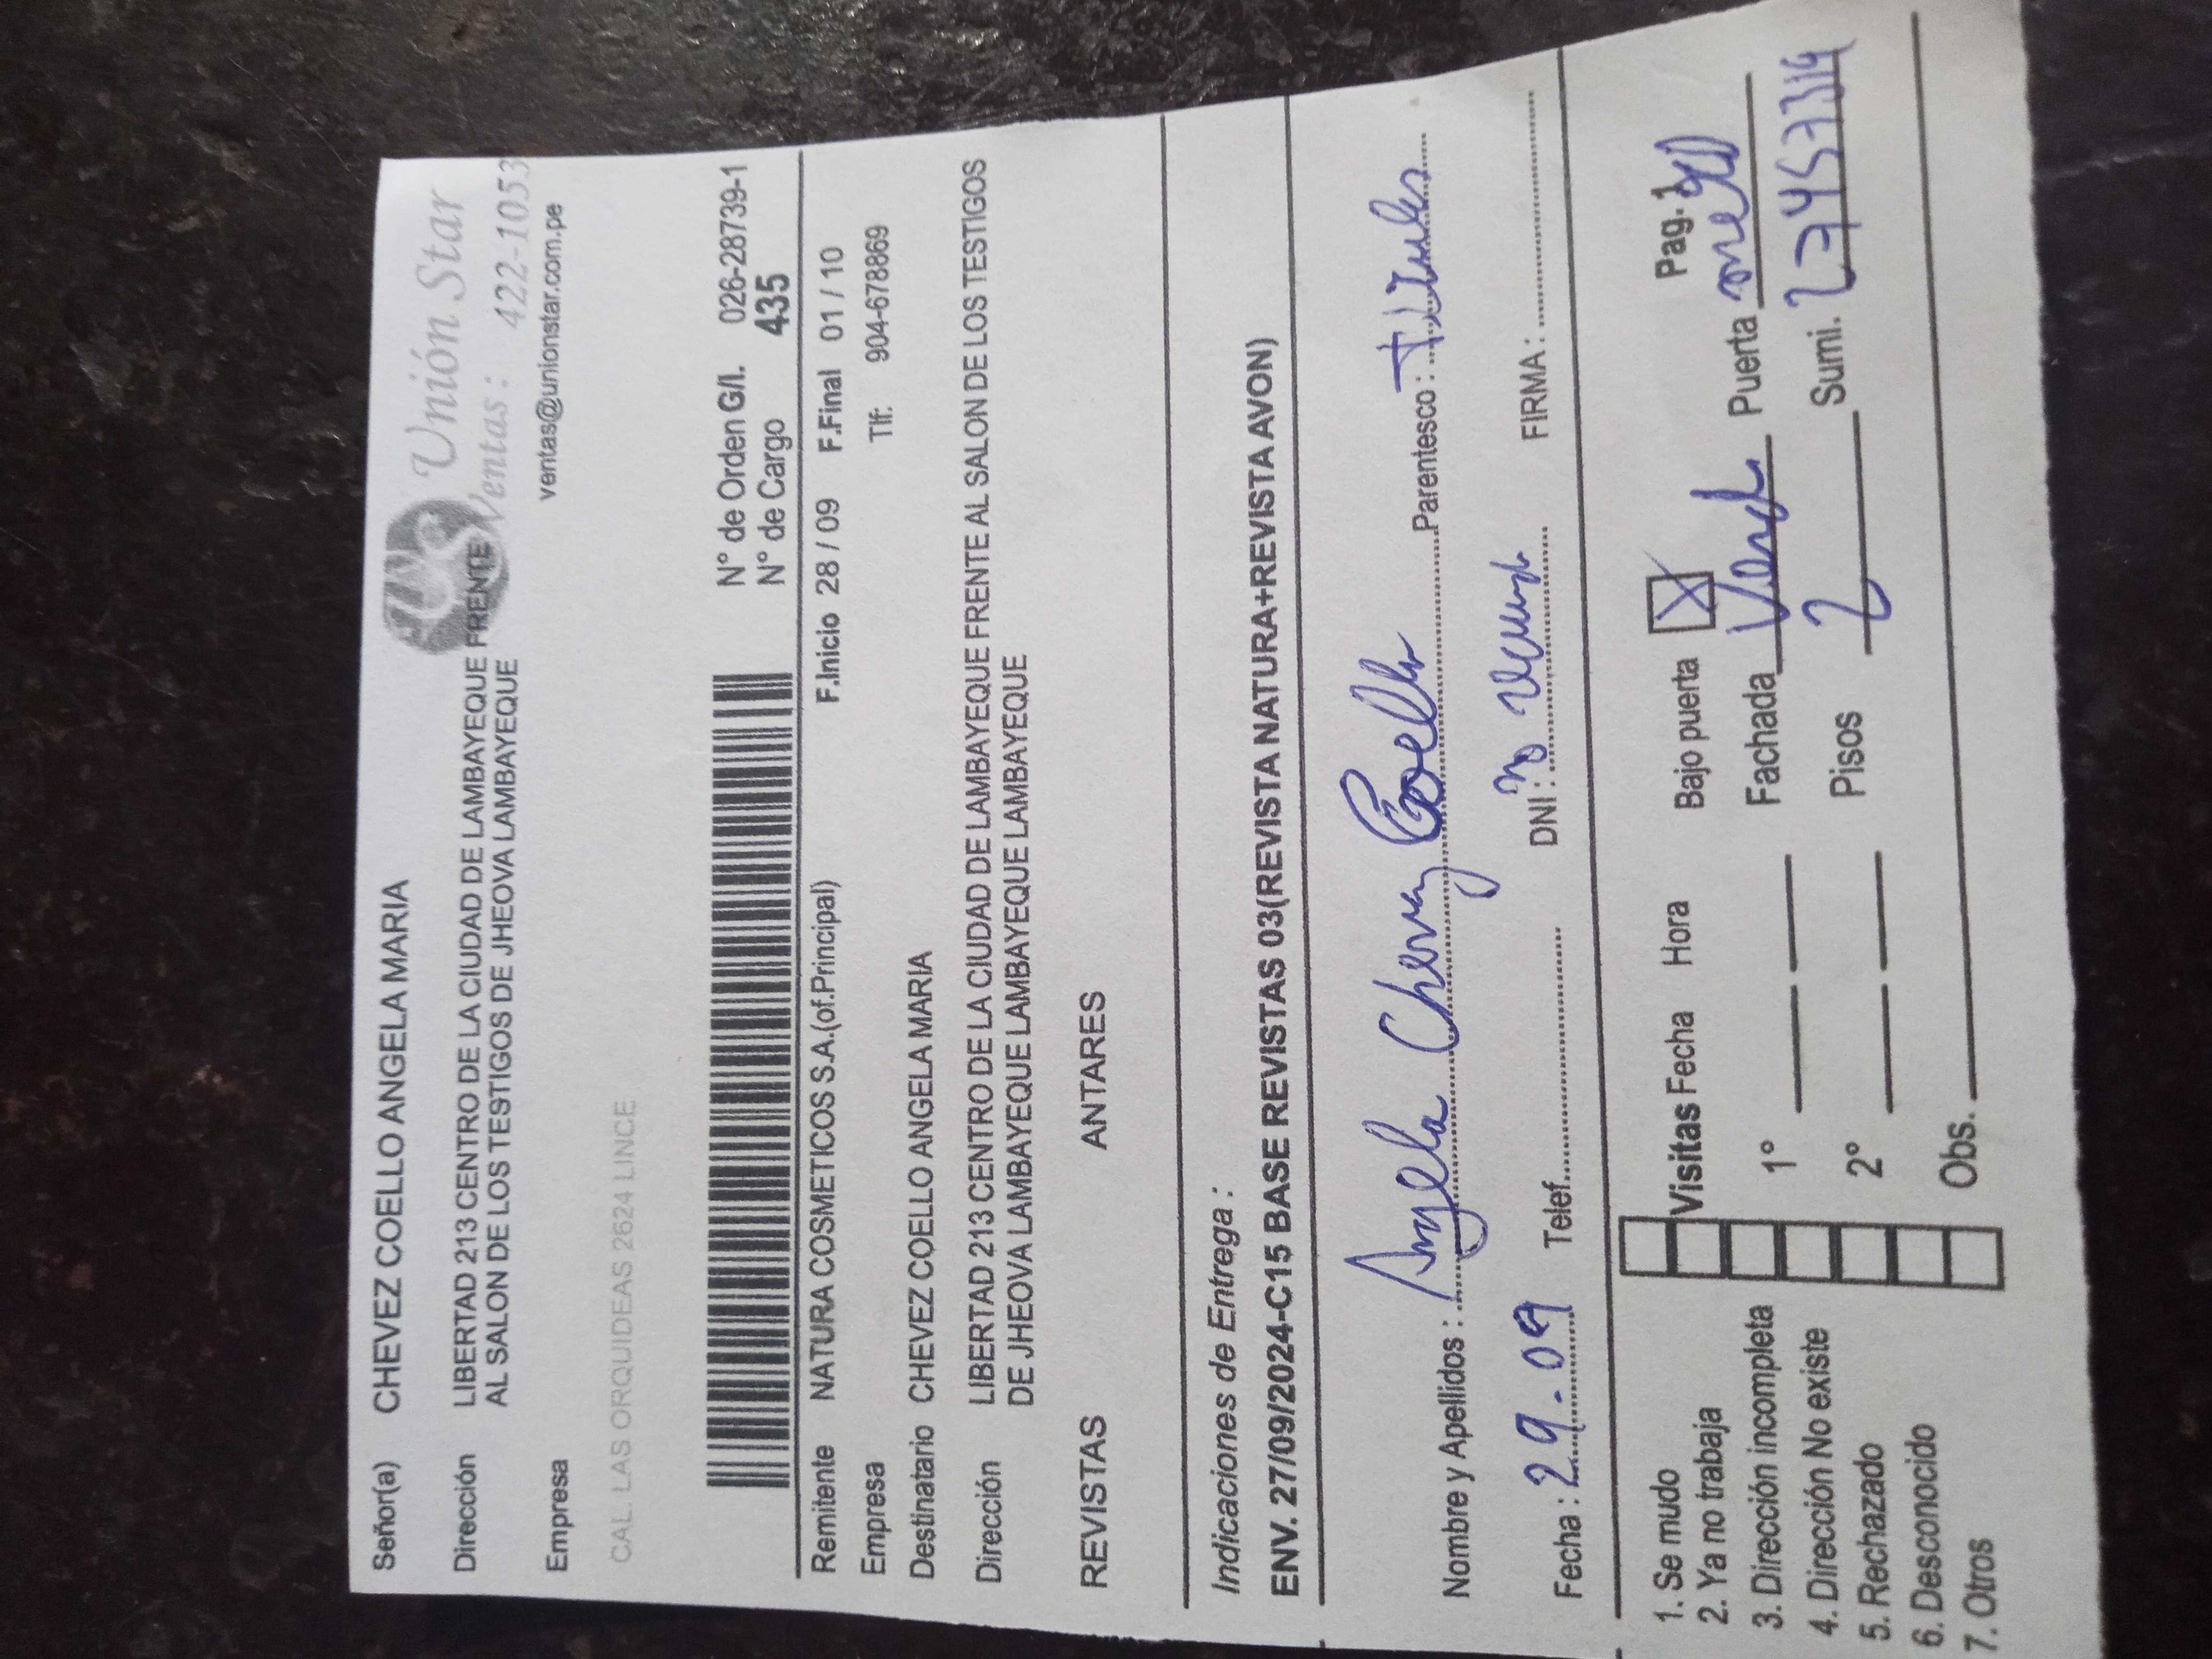 Unión Star
Ventas: 422-1053
ventas@unionstar.com.pe
Señor(a) CHEVEZ COELLO ANGELA MARIA
Dirección LIBERTAD 213 CENTRO DE LA CIUDAD DE LAMBAYEQUE FRENTE
AL SALON DE LOS TESTIGOS DE JHEOVA LAMBAYEQUE
Empresa
CAL. LAS ORQUIDEAS 2624 LINCE
N° de Orden G/I. 026-28739-1
N° de Cargo 435
Remitente NATURA COSMETICOS S.A.(of.Principal) F.Inicio 28 / 09 F.Final 01 / 10
Empresa Tlf: 904-678869
Destinatario CHEVEZ COELLO ANGELA MARIA
Dirección LIBERTAD 213 CENTRO DE LA CIUDAD DE LAMBAYEQUE FRENTE AL SALON DE LOS TESTIGOS
DE JHEOVA LAMBAYEQUE LAMBAYEQUE LAMBAYEQUE
REVISTAS ANTARES
Indicaciones de Entrega :
ENV. 27/09/2024-C15 BASE REVISTAS 03(REVISTA NATURA+REVISTA AVON)
Nombre y Apellidos : Angela Chevez Coello Parentesco : Titular
Fecha : 29-09 Telef. DNI : no FIRMA:
Pag. 1
1. Se mudo Visitas Fecha Hora Bajo puerta X
2. Ya no trabaja
3. Dirección incompleta 1° Fachada Verde Puerta
4. Dirección No existe
5. Rechazado 2° Pisos 2 Sumi.
6. Desconocido
7. Otros Obs.